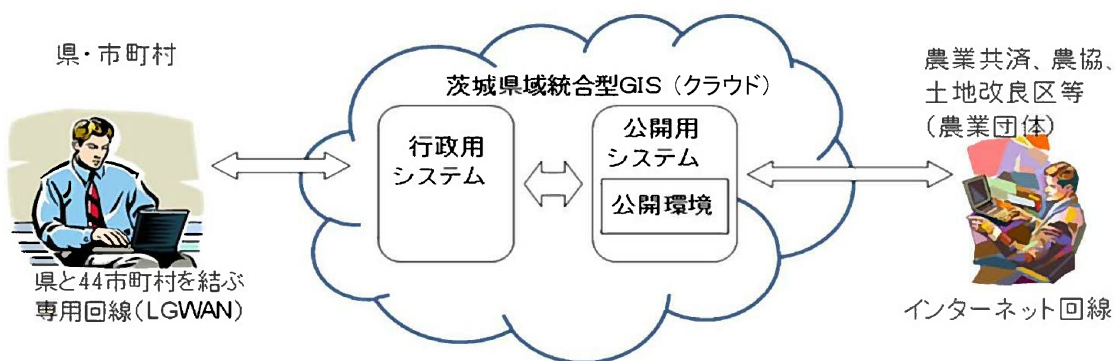 県・市町村
県と44市町村を結ぶ
専用回線(LGWAN)
茨城県域統合型GIS（クラウド）
行政用
システム
公開用
システム
公開環境
農業共済、農協、
土地改良区等
(農業団体)
インターネット回線